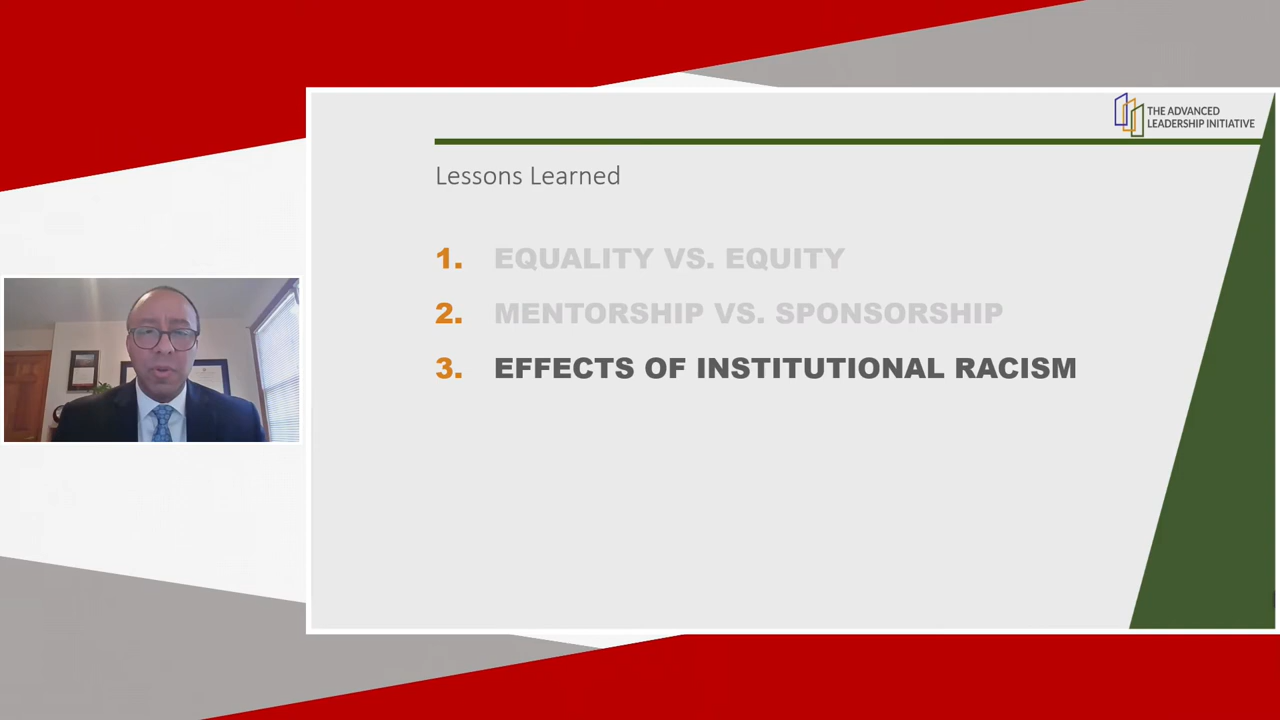 THE ADVANCED
LEADERSHIP INITIATIVE
Lessons Learned
1. EQUALITY VS. EQUITY
2. MENTORSHIP VS. SPONSORSHIP
3. EFFECTS OF INSTITUTIONAL RACISM